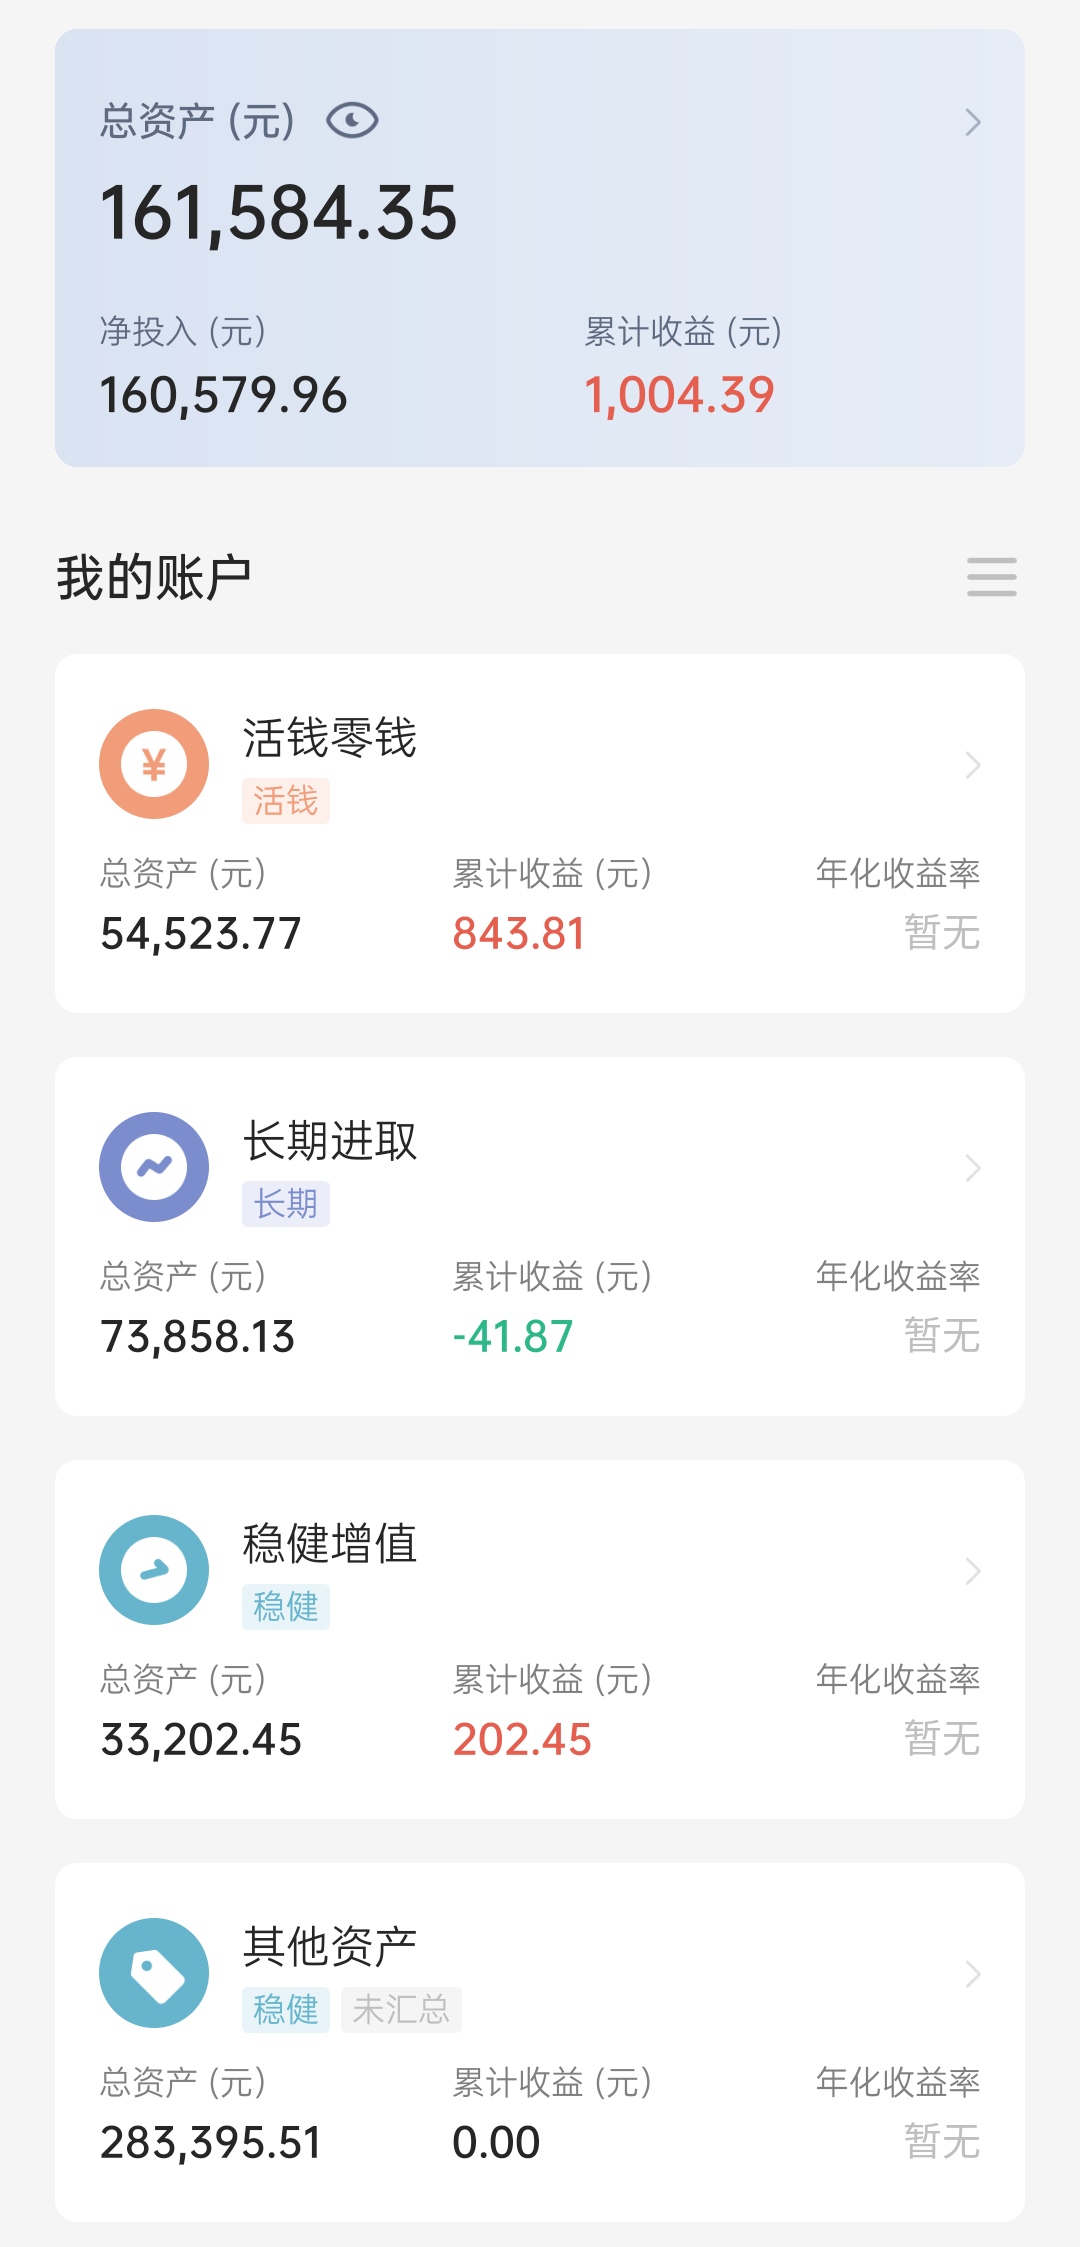 总资产 (元)
161,584.35
净投入 (元) 累计收益 (元)
160,579.96 1,004.39
我的账户
¥ 活钱零钱
活钱
总资产 (元) 累计收益 (元) 年化收益率
54,523.77 843.81 暂无
长期进取
长期
总资产 (元) 累计收益 (元) 年化收益率
73,858.13 -41.87 暂无
稳健增值
稳健
总资产 (元) 累计收益 (元) 年化收益率
33,202.45 202.45 暂无
其他资产
稳健 未汇总
总资产 (元) 累计收益 (元) 年化收益率
283,395.51 0.00 暂无